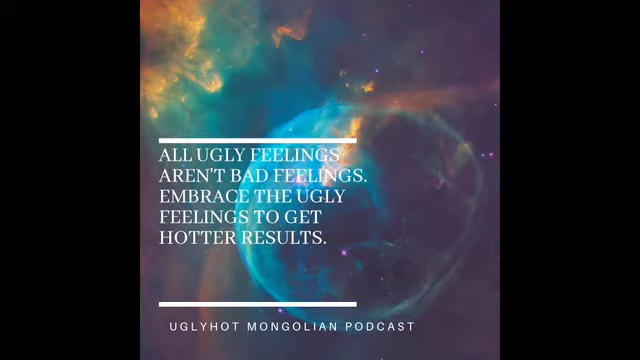 ALL UGLY FEELINGS
AREN'T BAD FEELINGS.
EMBRACE THE UGLY
FEELINGS TO GET
HOTTER RESULTS.
UGLYHOT MONGOLIAN PODCAST